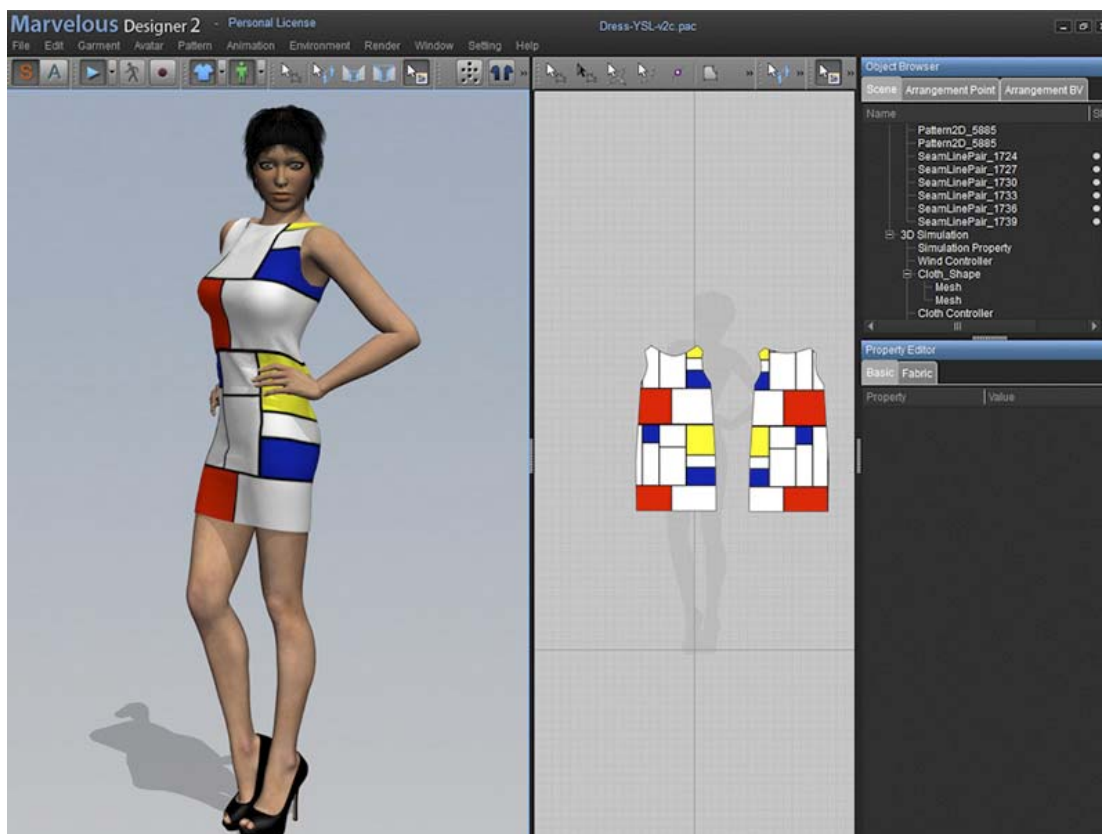 Marvelous Designer 2 - Personal License Dress-YSL-v2c.pac
File Edit Garment Avatar Pattern Animation Environment Render Window Setting Help
S A
Object Browser
Scene Arrangement Point Arrangement BV
Name
Pattern2D_5885
Pattern2D_5885
SeamLinePair_1724
SeamLinePair_1727
SeamLinePair_1730
SeamLinePair_1733
SeamLinePair_1736
SeamLinePair_1739
3D Simulation
Simulation Property
Wind Controller
Cloth_Shape
Mesh
Mesh
Cloth Controller
Property Editor
Basic Fabric
Property Value